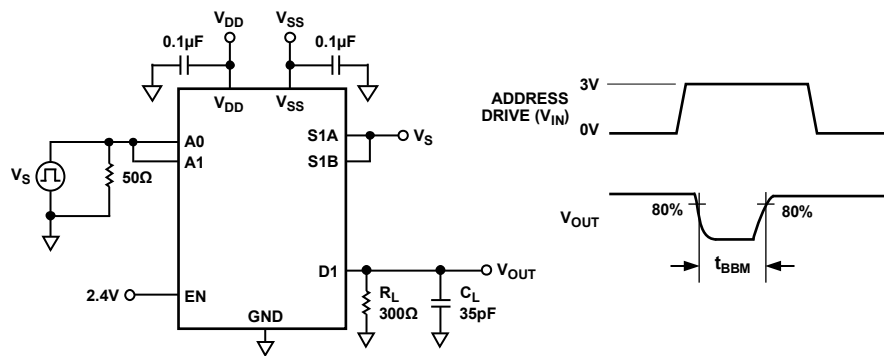 V_DD
V_SS
0.1µF
0.1µF
V_DD
V_SS
A0
A1
S1A
S1B
V_S
V_S
50Ω
D1
V_OUT
2.4V
EN
R_L
300Ω
C_L
35pF
GND
3V
ADDRESS
DRIVE (V_IN)
0V
V_OUT
80%
80%
t_BBM